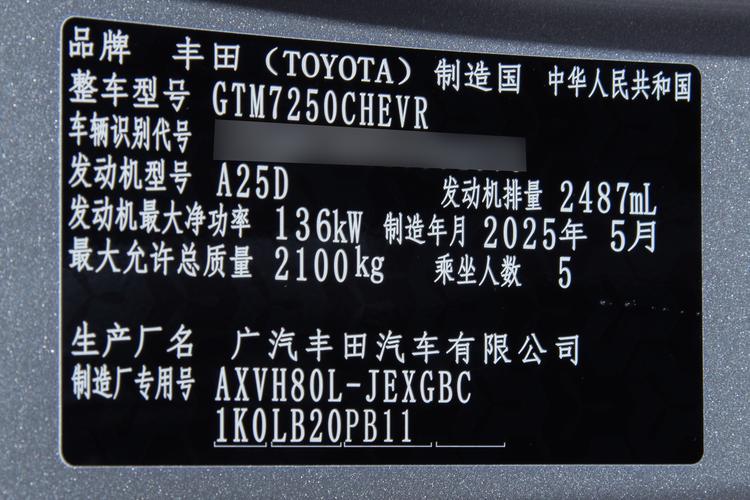 品牌 丰田（TOYOTA） 制造国 中华人民共和国
整车型号 GTM7250CHEVR
车辆识别代号
发动机型号 A25D 发动机排量 2487mL
发动机最大净功率 136kW 制造年月 2025年 5月
最大允许总质量 2100kg 乘坐人数 5
生产厂名 广汽丰田汽车有限公司
制造厂专用号 AXVH80L-JEXGBC
1K0LB20PB11